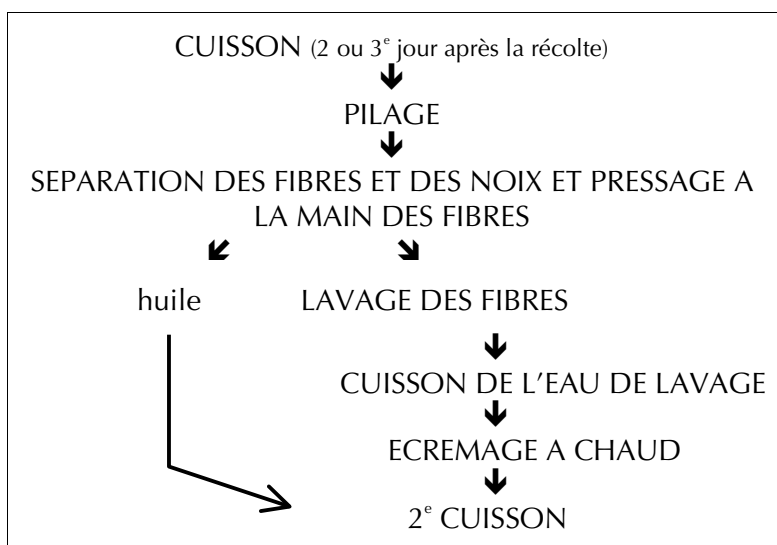 CUISSON (2 ou 3e jour après la récolte)
PILAGE
SEPARATION DES FIBRES ET DES NOIX ET PRESSAGE A
LA MAIN DES FIBRES
huile
LAVAGE DES FIBRES
CUISSON DE L'EAU DE LAVAGE
ECREMAGE A CHAUD
2e CUISSON